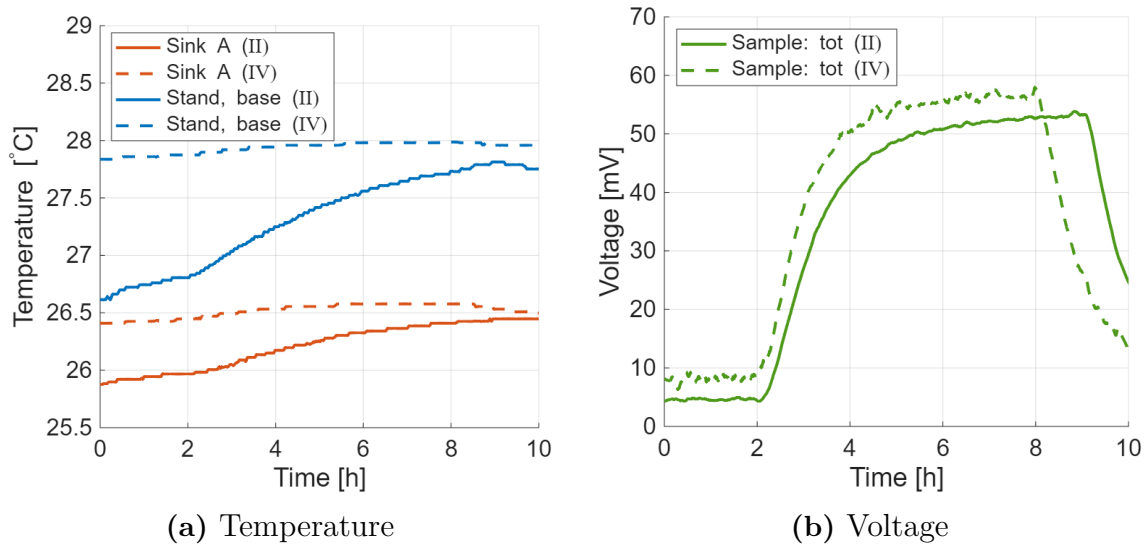 29
28.5
28
27.5
27
26.5
26
25.5
0 2 4 6 8 10
Temperature [°C]
Time [h]
Sink A (II)
Sink A (IV)
Stand, base (II)
Stand, base (IV)
(a) Temperature
70
60
50
40
30
20
10
0
0 2 4 6 8 10
Voltage [mV]
Time [h]
Sample: tot (II)
Sample: tot (IV)
(b) Voltage